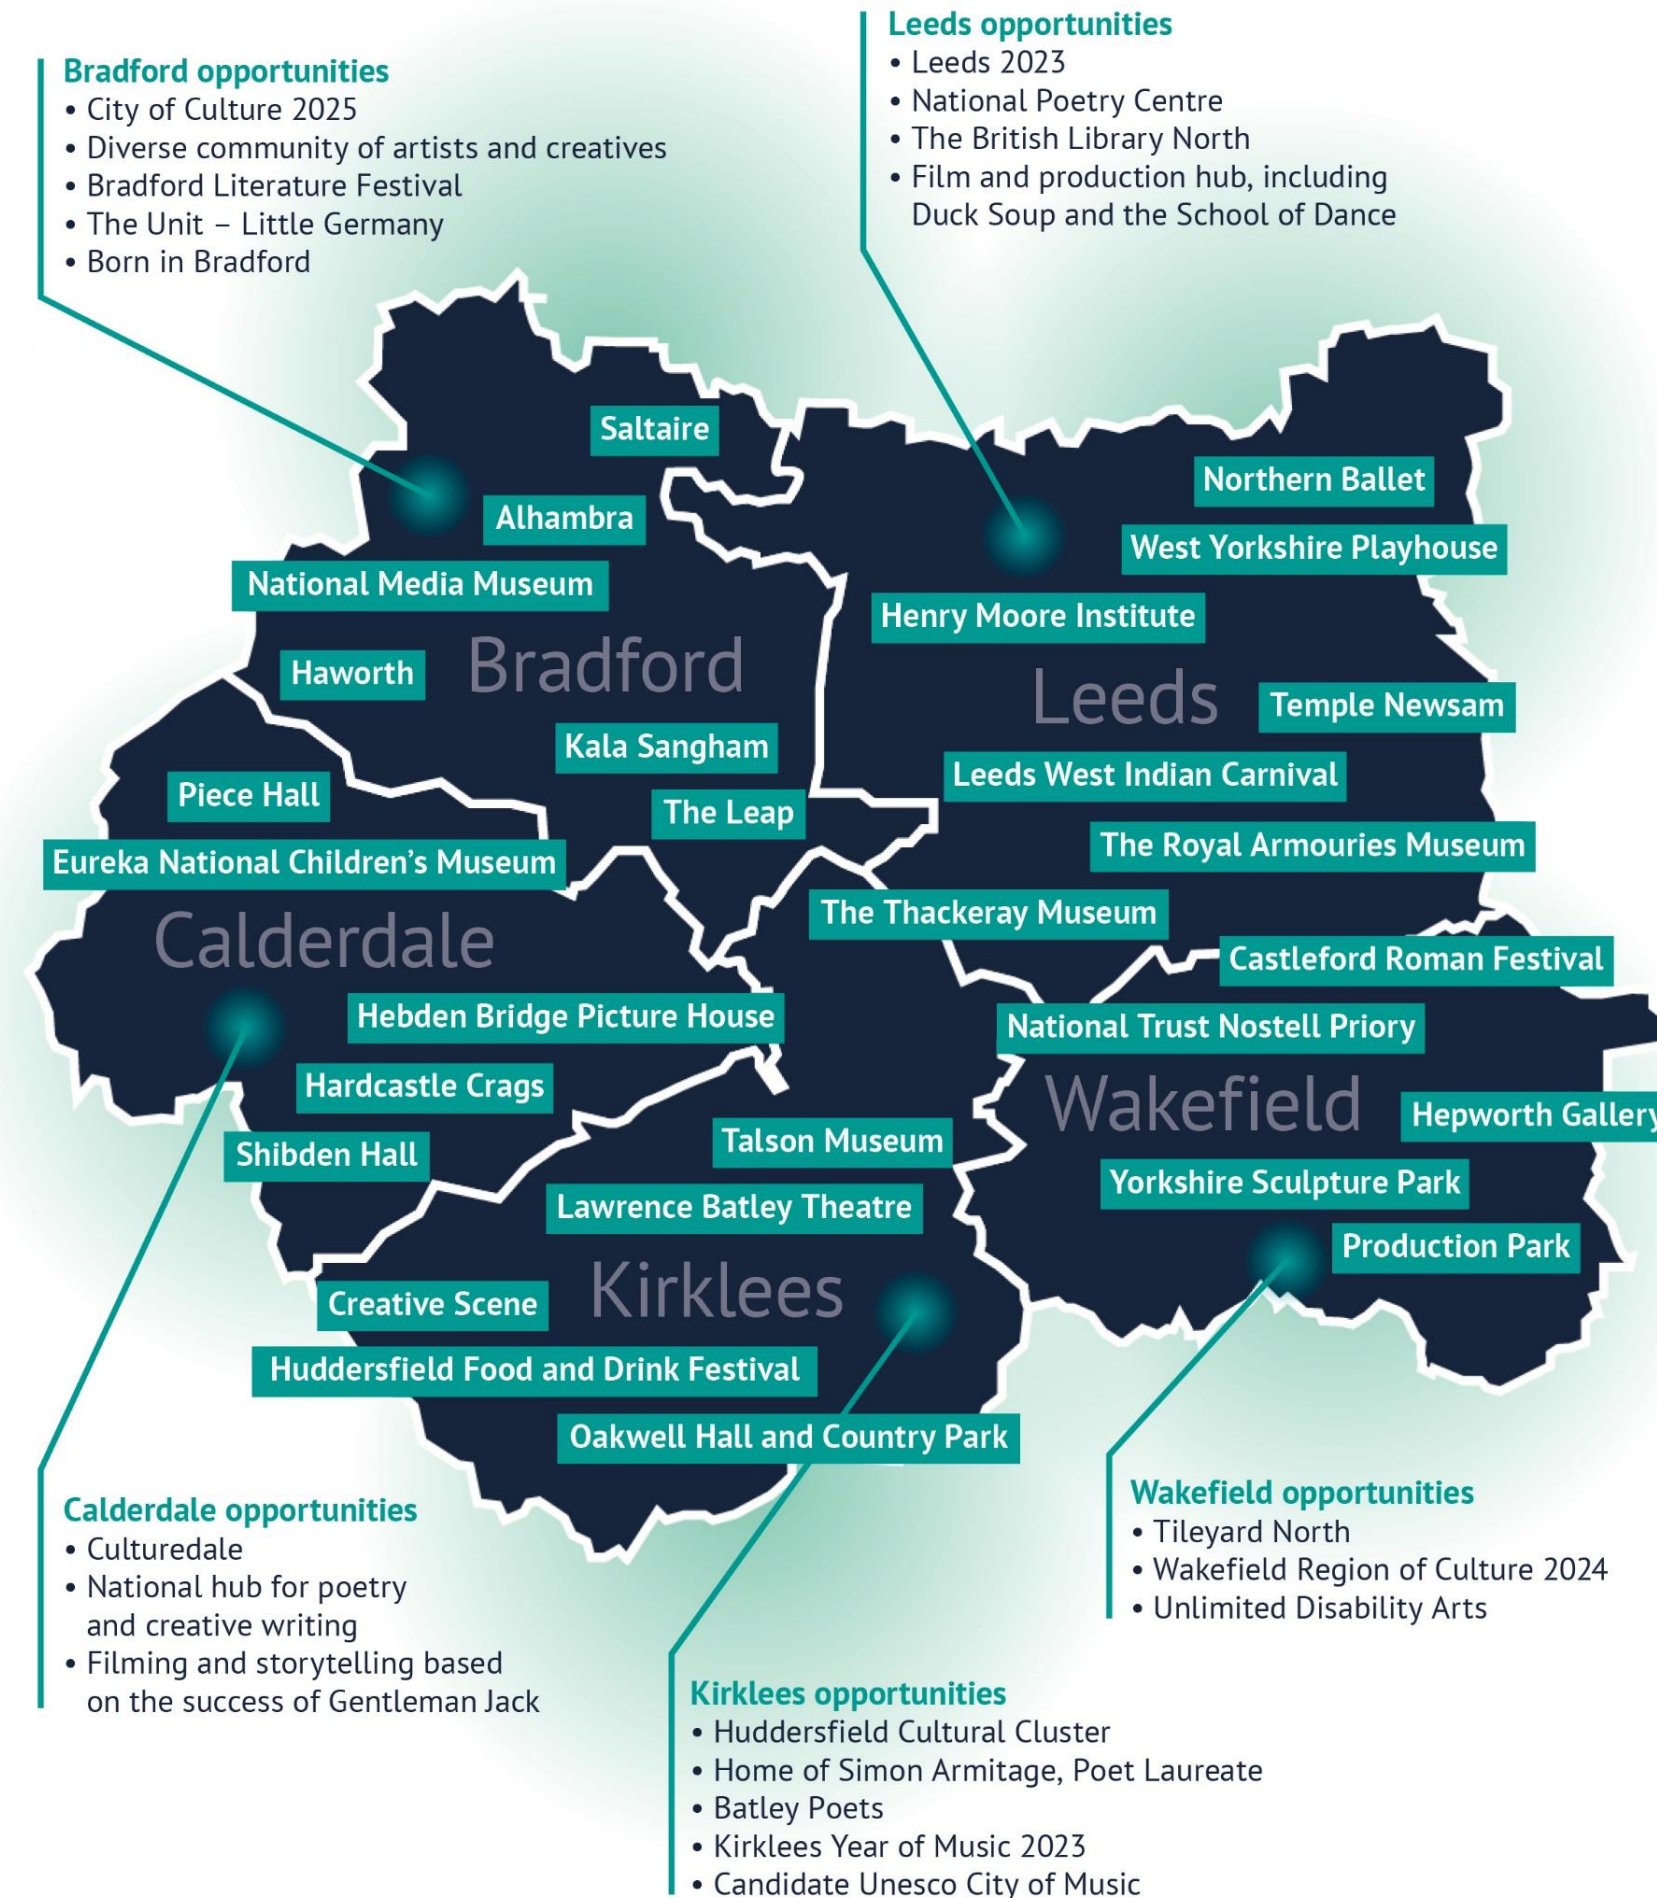 Bradford opportunities
• City of Culture 2025
• Diverse community of artists and creatives
• Bradford Literature Festival
• The Unit – Little Germany
• Born in Bradford
Leeds opportunities
• Leeds 2023
• National Poetry Centre
• The British Library North
• Film and production hub, including
Duck Soup and the School of Dance
Saltaire
Alhambra
National Media Museum
Bradford
Haworth
Kala Sangham
The Leap
Northern Ballet
West Yorkshire Playhouse
Henry Moore Institute
Leeds
Temple Newsam
Leeds West Indian Carnival
The Royal Armouries Museum
The Thackeray Museum
Piece Hall
Eureka National Children’s Museum
Calderdale
Hebden Bridge Picture House
Hardcastle Crags
Shibden Hall
Castleford Roman Festival
National Trust Nostell Priory
Wakefield
Hepworth Gallery
Yorkshire Sculpture Park
Production Park
Talson Museum
Lawrence Batley Theatre
Kirklees
Creative Scene
Huddersfield Food and Drink Festival
Oakwell Hall and Country Park
Calderdale opportunities
• Culturedale
• National hub for poetry
and creative writing
• Filming and storytelling based
on the success of Gentleman Jack
Wakefield opportunities
• Tileyard North
• Wakefield Region of Culture 2024
• Unlimited Disability Arts
Kirklees opportunities
• Huddersfield Cultural Cluster
• Home of Simon Armitage, Poet Laureate
• Batley Poets
• Kirklees Year of Music 2023
• Candidate Unesco City of Music